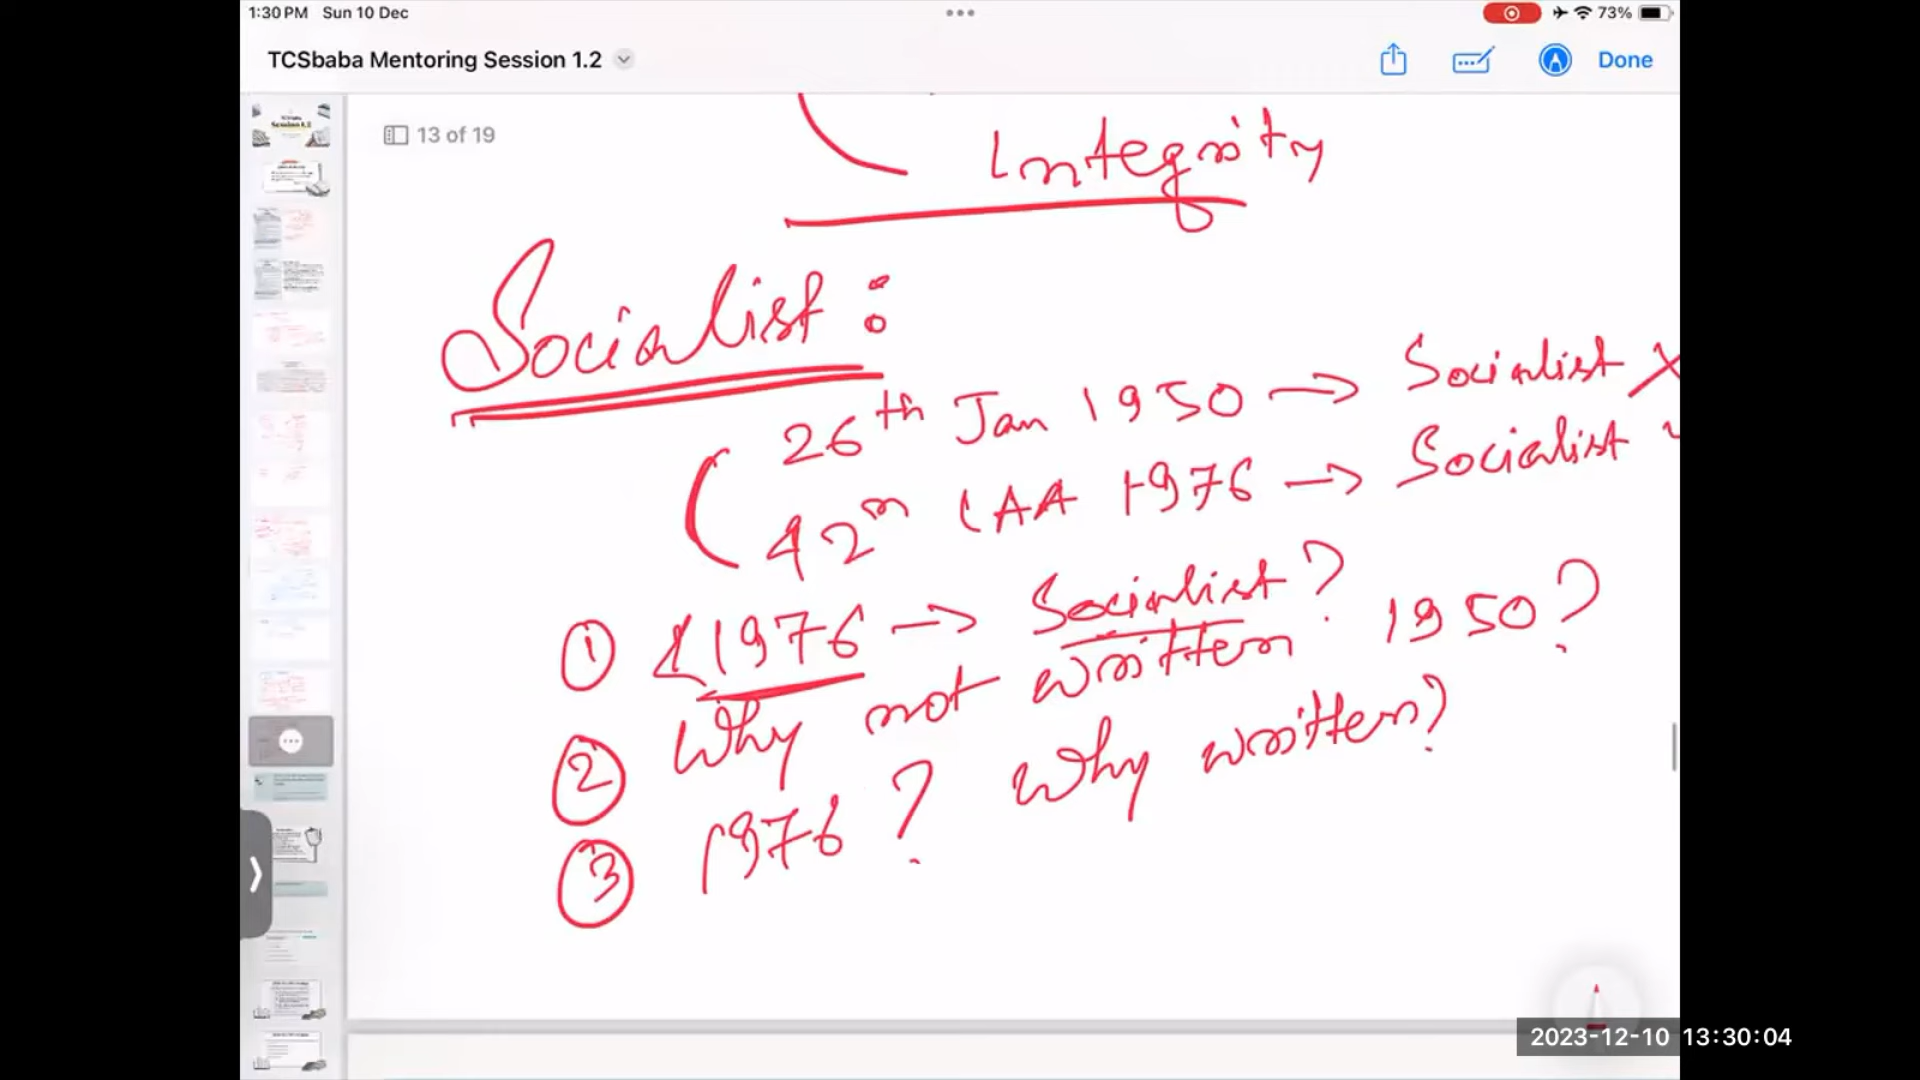 1:30 PM Sun 10 Dec
73%
TCSbaba Mentoring Session 1.2
Done
13 of 19
Integrity
Socialist :
26th Jan 1950 → Socialist ×
42n CAA 1976 → Socialist
① <1976 → Socialist?
② Why not written 1950?
③ 1976? Why written?
2023-12-10 13:30:04